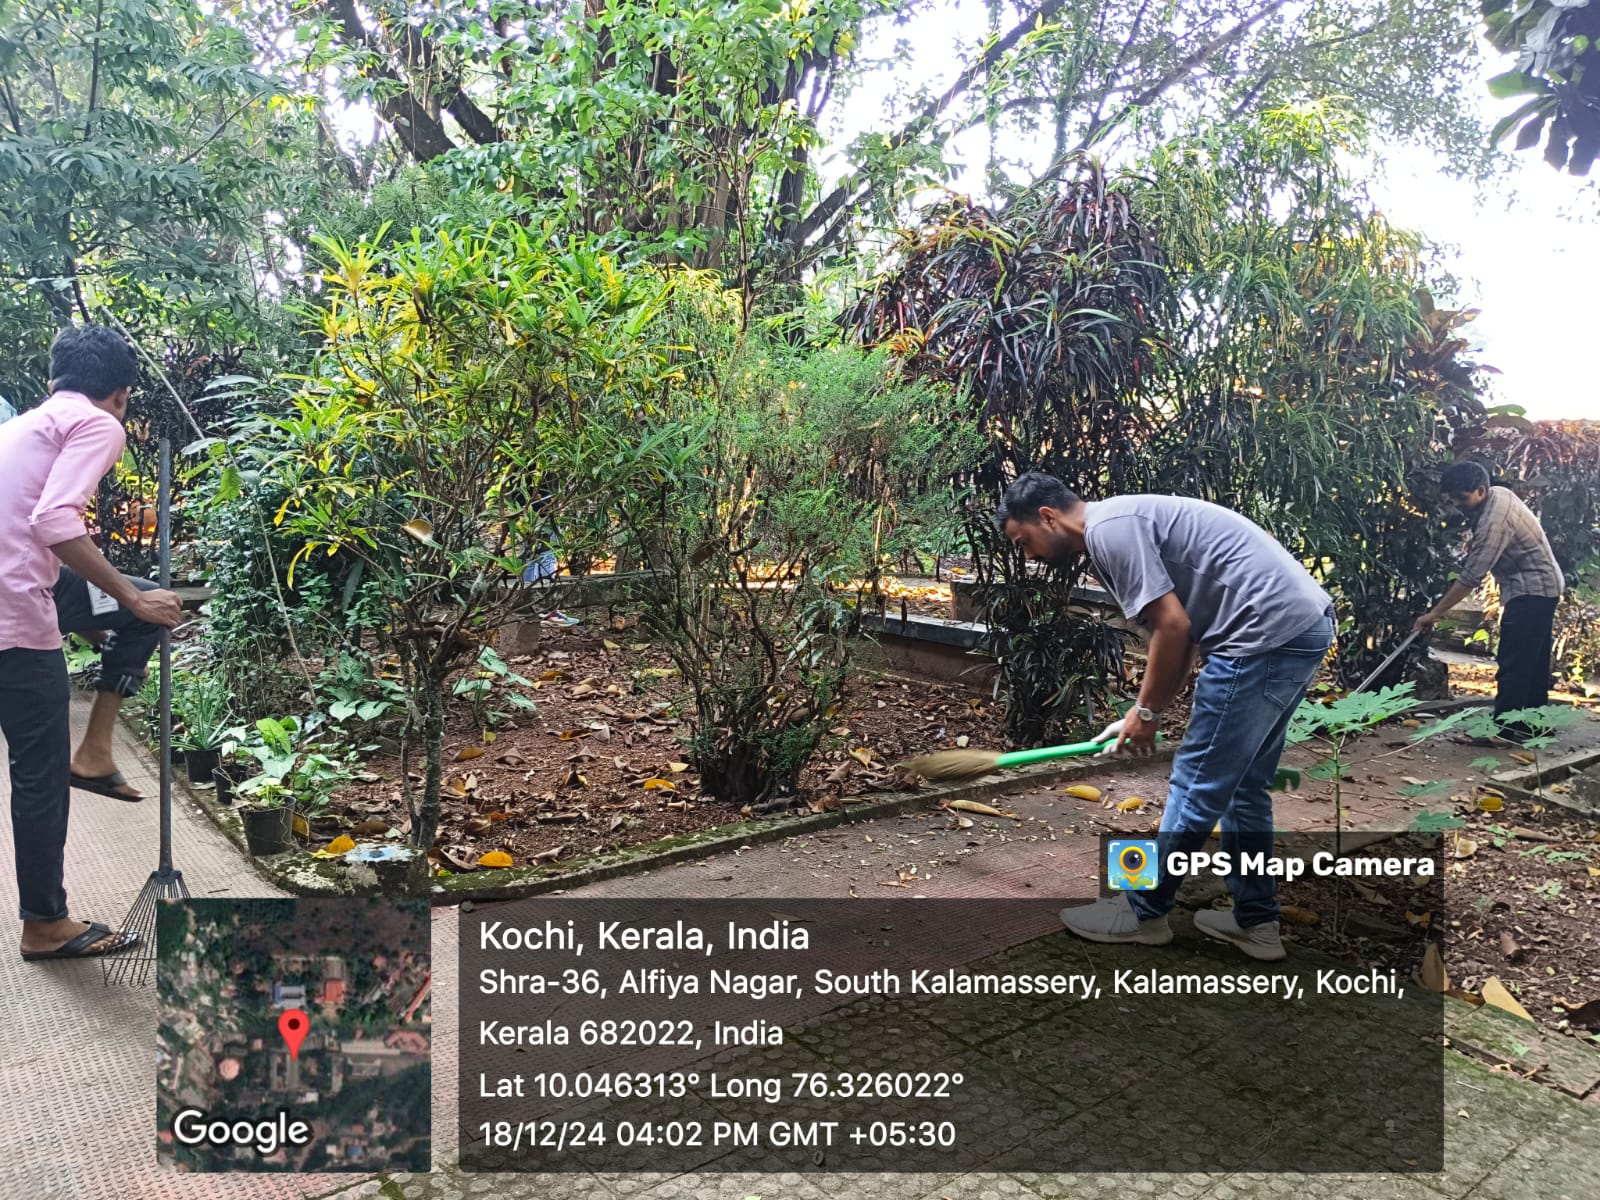 GPS Map Camera
Kochi, Kerala, India
Shra-36, Alfiya Nagar, South Kalamassery, Kalamassery, Kochi,
Kerala 682022, India
Lat 10.046313° Long 76.326022°
18/12/24 04:02 PM GMT +05:30
Google